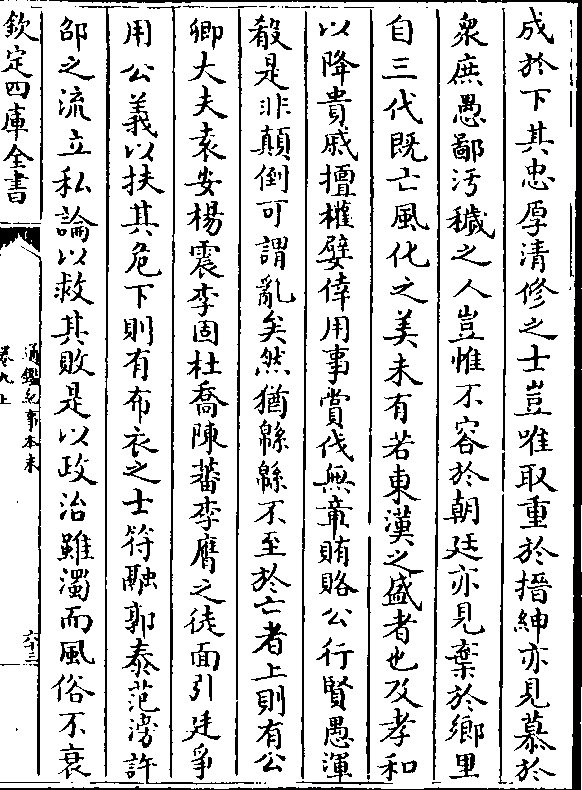 成於下其忠厚清修之士豈唯取重於搢紳亦見慕於
衆庶愚鄙汚穢之人豈惟不容於朝廷亦見棄於鄉里
自三代既亡風化之美未有若東漢之盛者也及孝和
以降貴戚擅權嬖倖用事賞伐無章賄賂公行賢愚渾
殽是非顛倒可謂亂矣然猶緜緜不至於亡者上則有公
卿大夫袁安楊震李固杜喬陳蕃李膺之徒面引廷爭
用公義以扶其危下則有布衣之士符融郭泰范滂許
邵之流立私論以救其敗是以政治雖濁而風俗不衰
欽定四庫全書
通鑑紀事本末
卷九上
六十三